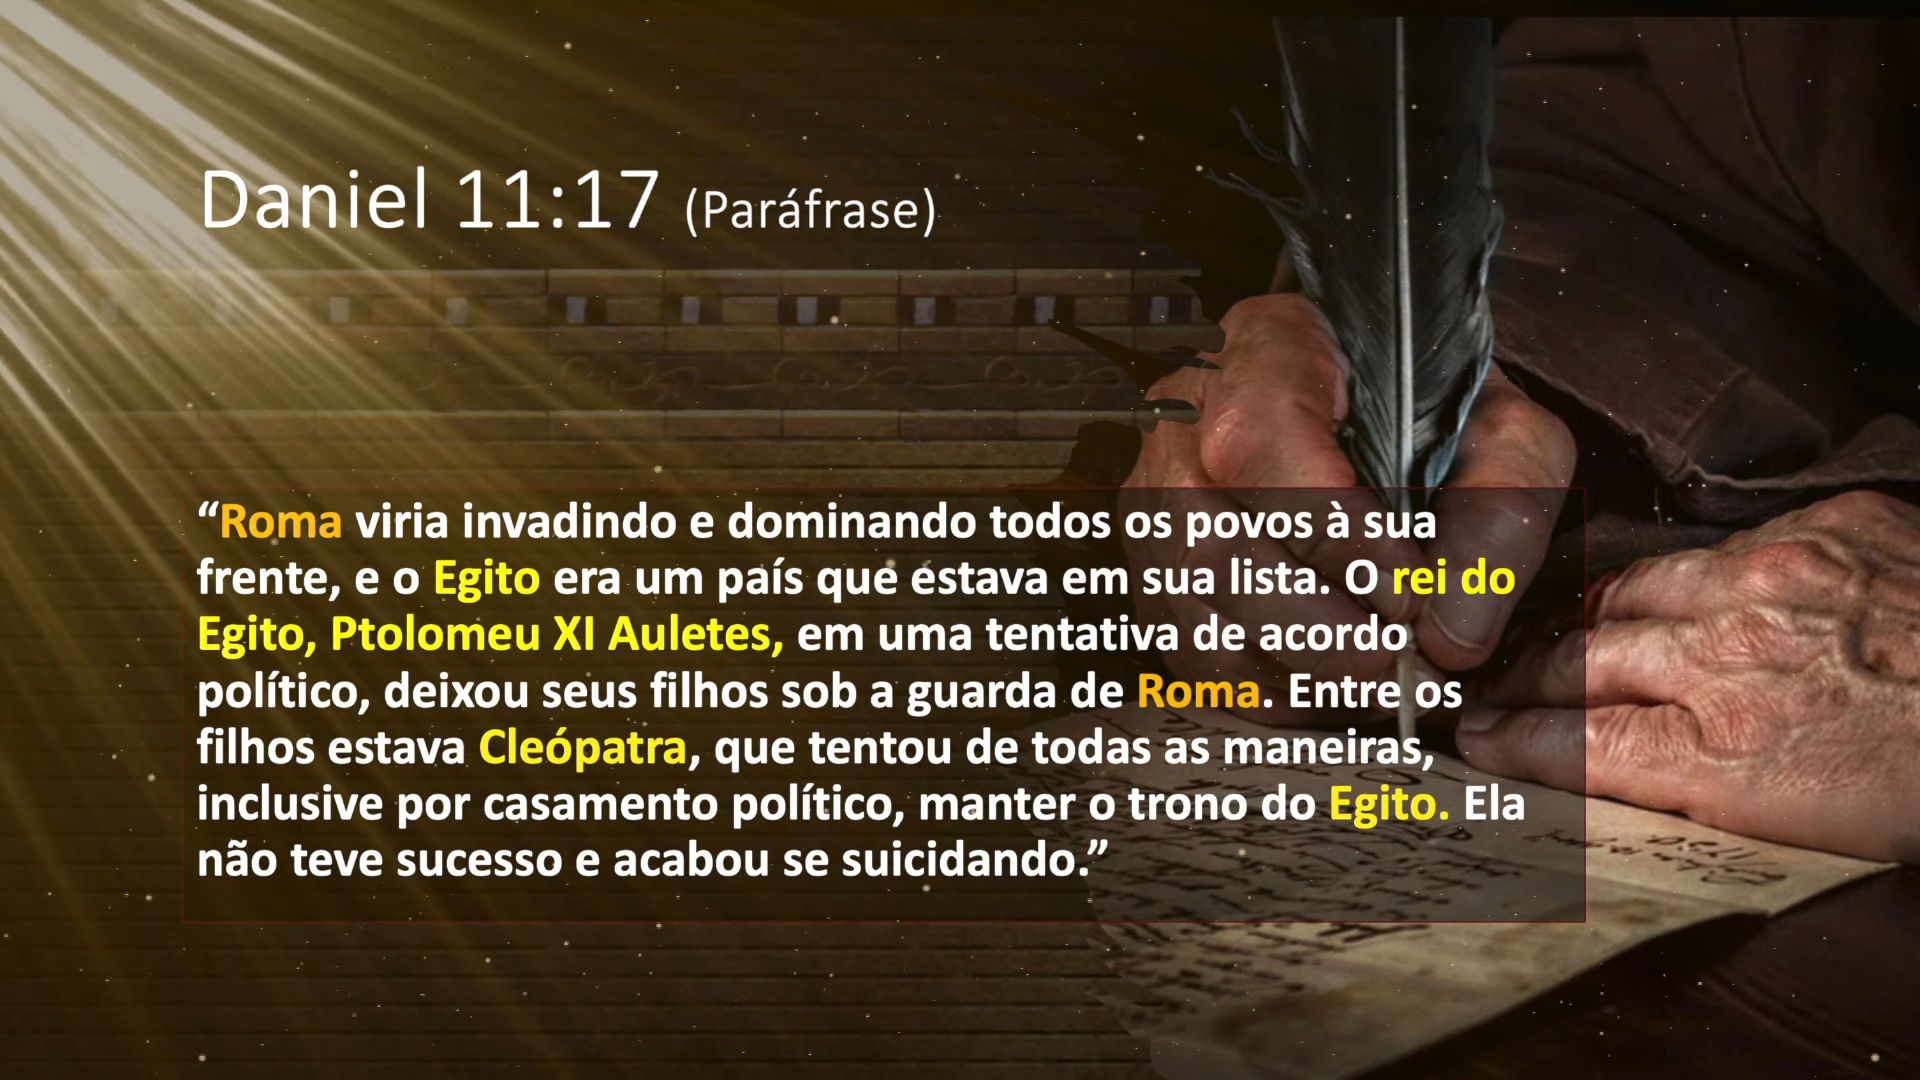 Daniel 11:17 (Paráfrase)
“Roma viria invadindo e dominando todos os povos à sua
frente, e o Egito era um país que estava em sua lista. O rei do
Egito, Ptolomeu XI Auletes, em uma tentativa de acordo
político, deixou seus filhos sob a guarda de Roma. Entre os
filhos estava Cleópatra, que tentou de todas as maneiras,
inclusive por casamento político, manter o trono do Egito. Ela
não teve sucesso e acabou se suicidando.”